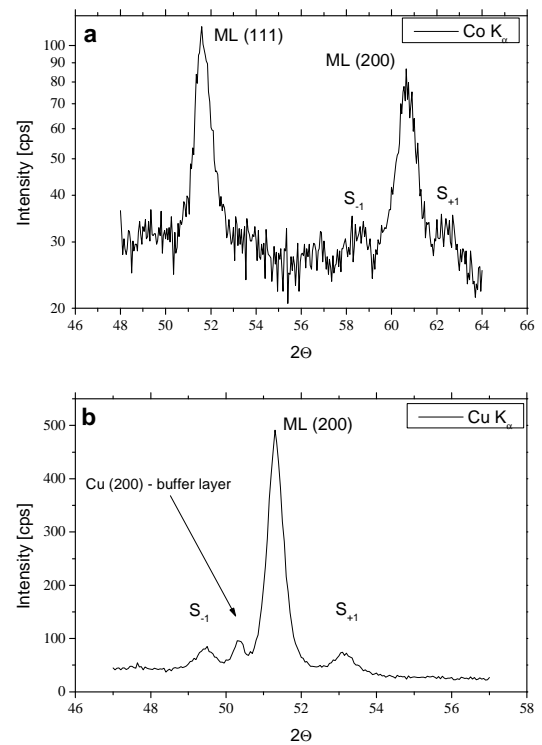 a
ML (111)
ML (200)
Co Kα
S-1
S+1
Intensity [cps]
100
90
80
70
60
50
40
30
20
46 48 50 52 54 56 58 60 62 64 66
2Θ
b
ML (200)
Cu Kα
Cu (200) - buffer layer
S-1
S+1
Intensity [cps]
500
400
300
200
100
0
46 48 50 52 54 56 58
2Θ